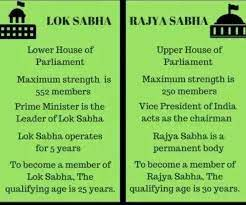 LOK SABHA
Lower House of
Parliament
Maximum strength is
552 members
Prime Minister is the
Leader of Lok Sabha
Lok Sabha operates
for 5 years
To become a member of
Lok Sabha, The
qualifying age is 25 years.
RAJYA SABHA
Upper House of
Parliament
Maximum strength is
250 members
Vice President of India
acts as the chairman
Rajya Sabha is a
permanent body
To become a member of
Rajya Sabha, The
qualifying age is 30 years.